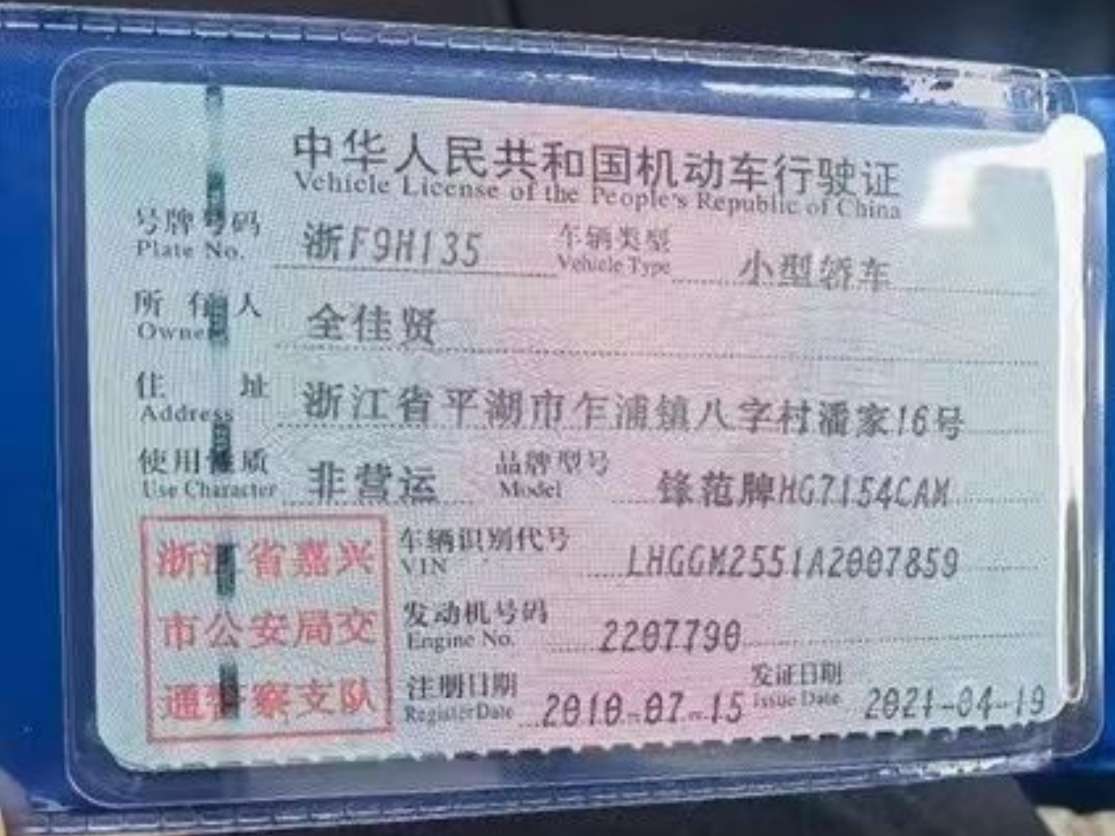 中华人民共和国机动车行驶证
Vehicle License of the People's Republic of China
号牌号码 浙F9H135 车辆类型 小型轿车
Plate No. Vehicle Type
所有人 全佳贤
Owner
住址 浙江省平湖市乍浦镇八字村潘家16号
Address
使用性质 非营运 品牌型号 锋范牌HG7154CAM
Use Character Model
浙江省嘉兴
市公安局交
通警察支队
车辆识别代号 LHGGM2551A2007859
VIN
发动机号码 2207790
Engine No.
注册日期 2010-07-15 发证日期 2021-04-19
Register Date Issue Date